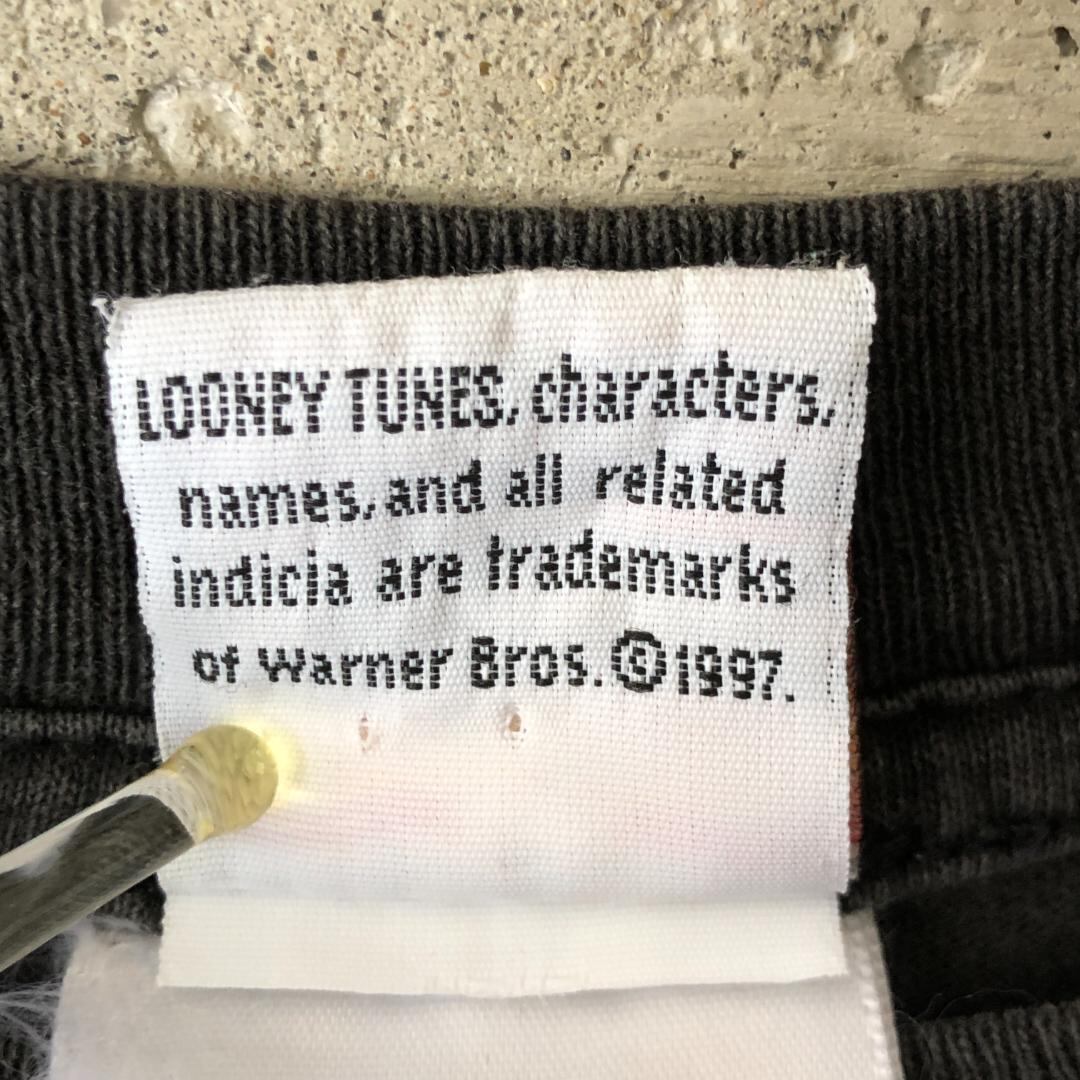 LOONEY TUNES, characters,
names, and all related
indicia are trademarks
of Warner Bros. ©1997.